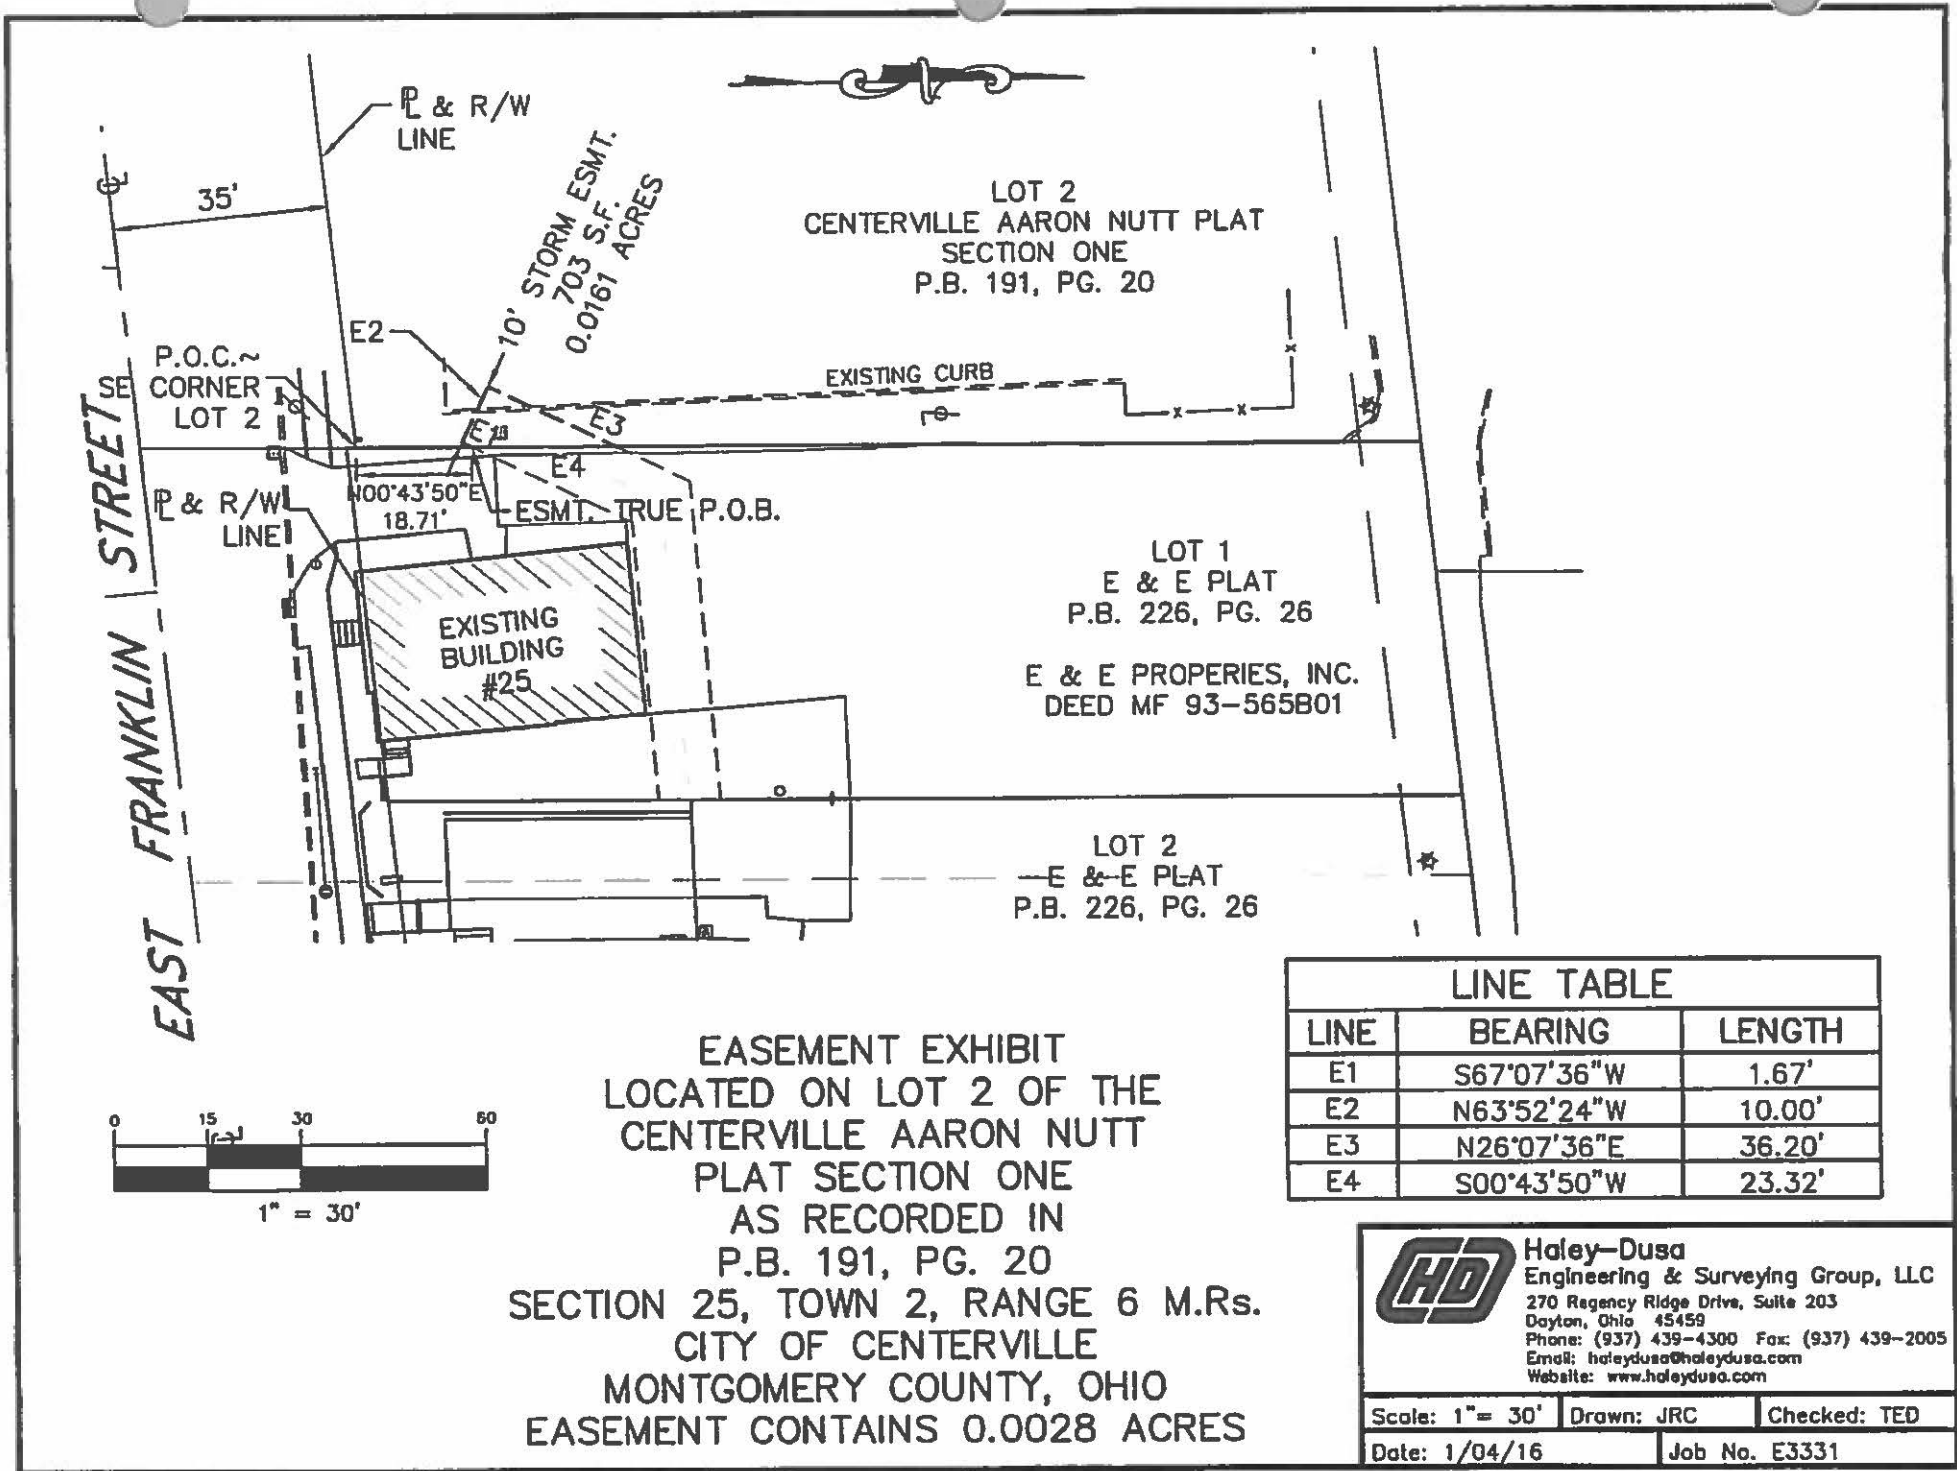 ℄
P̲L̲ & R/W
LINE
35'
10' STORM ESMT.
703 S.F.
0.0161 ACRES
LOT 2
CENTERVILLE AARON NUTT PLAT
SECTION ONE
P.B. 191, PG. 20
E2
P.O.C.~
SE CORNER
LOT 2
EXISTING CURB
E3
E4
N00°43'50"E
18.71'
ESMT. TRUE P.O.B.
PL & R/W
LINE
EAST FRANKLIN STREET
EXISTING
BUILDING
#25
LOT 1
E & E PLAT
P.B. 226, PG. 26
E & E PROPERIES, INC.
DEED MF 93-565B01
LOT 2
E & E PLAT
P.B. 226, PG. 26
LINE TABLE
LINE BEARING LENGTH
E1 S67°07'36"W 1.67'
E2 N63°52'24"W 10.00'
E3 N26°07'36"E 36.20'
E4 S00°43'50"W 23.32'
0 15 30 60
1" = 30'
EASEMENT EXHIBIT
LOCATED ON LOT 2 OF THE
CENTERVILLE AARON NUTT
PLAT SECTION ONE
AS RECORDED IN
P.B. 191, PG. 20
SECTION 25, TOWN 2, RANGE 6 M.Rs.
CITY OF CENTERVILLE
MONTGOMERY COUNTY, OHIO
EASEMENT CONTAINS 0.0028 ACRES
HD
Haley-Dusa
Engineering & Surveying Group, LLC
270 Regency Ridge Drive, Suite 203
Dayton, Ohio 45459
Phone: (937) 439-4300 Fax: (937) 439-2005
Email: haleydusa@haleydusa.com
Website: www.haleydusa.com
Scale: 1"= 30' Drawn: JRC Checked: TED
Date: 1/04/16 Job No. E3331